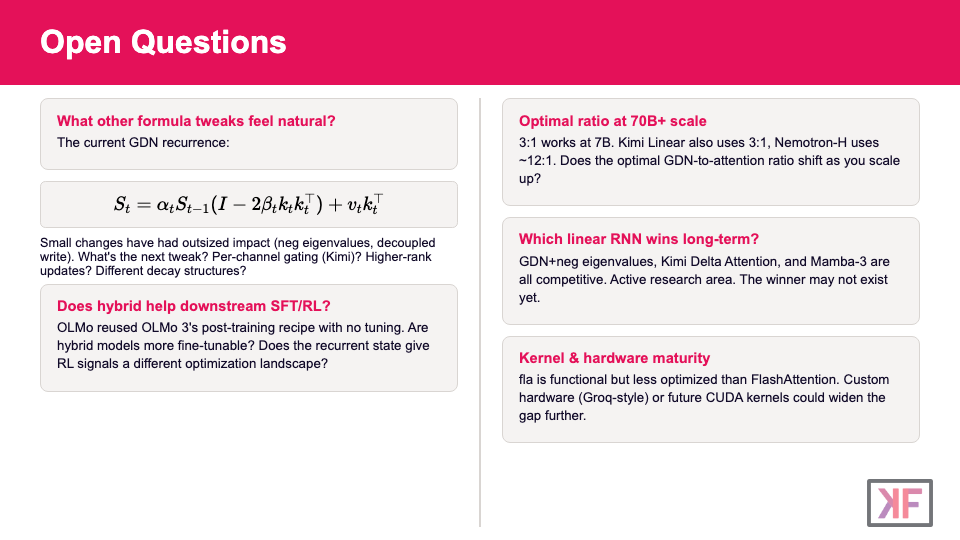 Open Questions
What other formula tweaks feel natural?
The current GDN recurrence:
S_t = α_t S_{t−1}(I − 2β_t k_t k_t^⊤) + v_t k_t^⊤
Small changes have had outsized impact (neg eigenvalues, decoupled
write). What's the next tweak? Per-channel gating (Kimi)? Higher-rank
updates? Different decay structures?
Does hybrid help downstream SFT/RL?
OLMo reused OLMo 3's post-training recipe with no tuning. Are
hybrid models more fine-tunable? Does the recurrent state give
RL signals a different optimization landscape?
Optimal ratio at 70B+ scale
3:1 works at 7B. Kimi Linear also uses 3:1, Nemotron-H uses
~12:1. Does the optimal GDN-to-attention ratio shift as you scale
up?
Which linear RNN wins long-term?
GDN+neg eigenvalues, Kimi Delta Attention, and Mamba-3 are
all competitive. Active research area. The winner may not exist
yet.
Kernel & hardware maturity
fla is functional but less optimized than FlashAttention. Custom
hardware (Groq-style) or future CUDA kernels could widen the
gap further.
KF